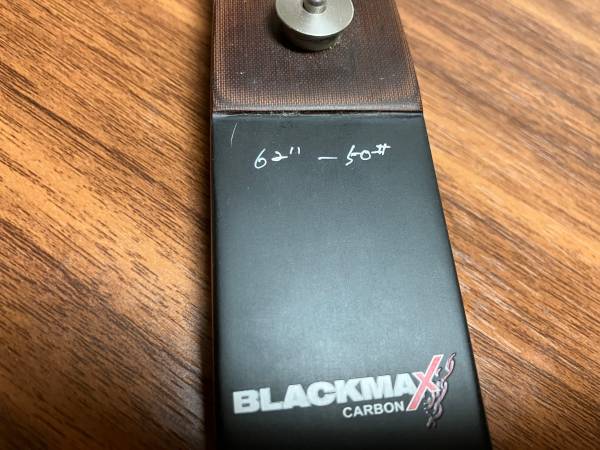 62" - 50#
BLACKMAX
CARBON